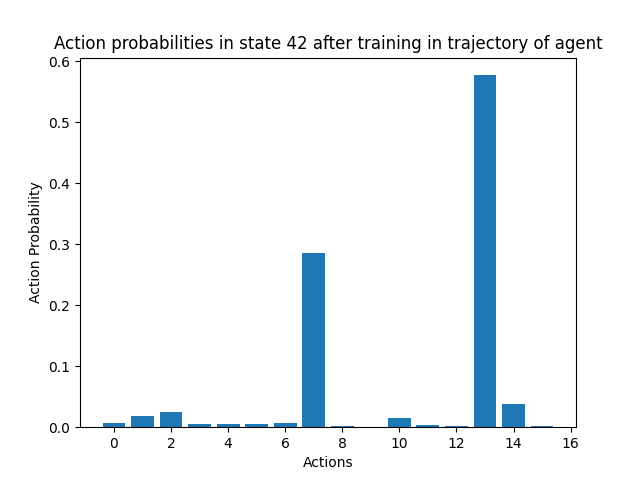 Action probabilities in state 42 after training in trajectory of agent
0.6
0.5
0.4
0.3
0.2
0.1
0.0
Action Probability
0 2 4 6 8 10 12 14 16
Actions